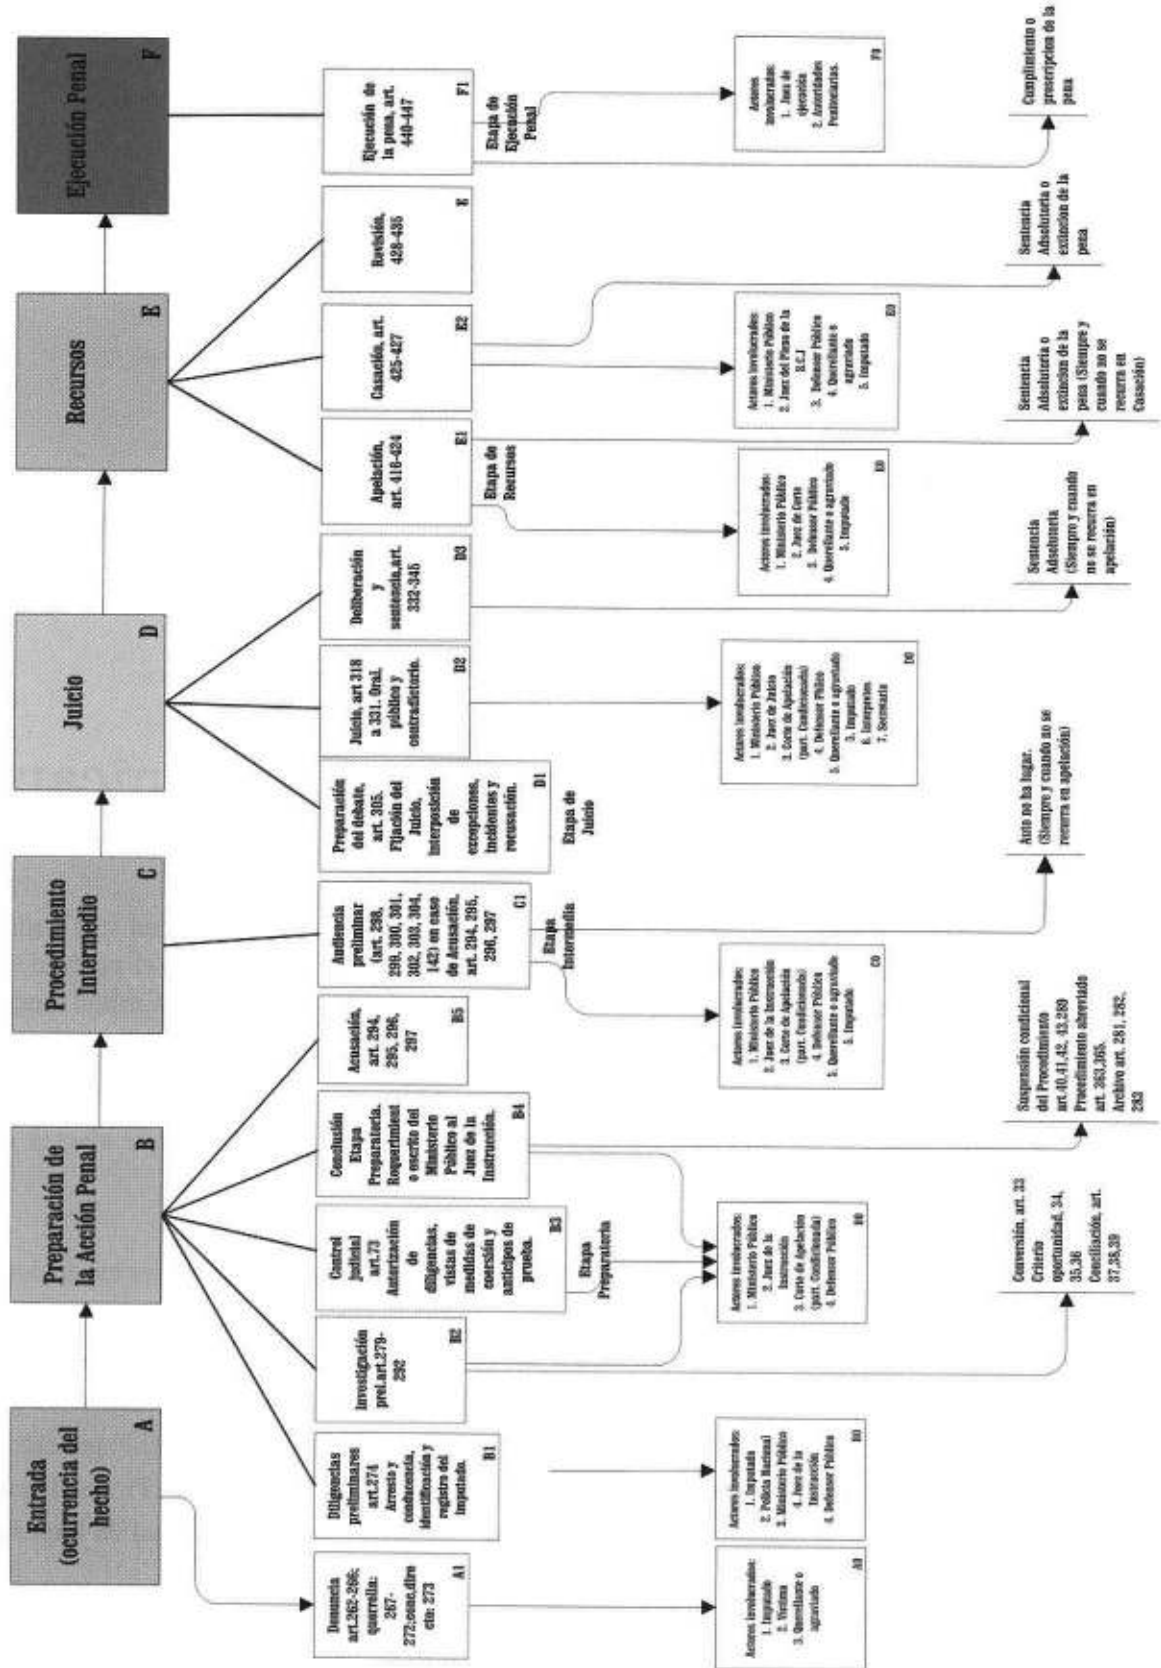 Entrada
(ocurrencia del
hecho)
A
Preparación de
la Acción Penal
B
Procedimiento
Intermedio
C
Juicio
D
Recursos
E
Ejecución Penal
F
Denuncia
art.262-266;
querella:
267-
272;conc,dire
cta: 273
A1
Diligencias
preliminares
art.274
Arresto y
conducencia,
identificación y
registro del
imputado.
B1
Investigación
prel.art.279-
292
B2
Control
judicial
art.73
Autorización
de
diligencias,
vistas de
medidas de
coersión y
anticipos de
prueba.
B3
Conclusión
Etapa
Preparatoria.
Requerimient
o escrito del
Ministerio
Público al
Juez de la
Instrucción.
B4
Acusación,
art. 294,
295, 296,
297
B5
Audiencia
preliminar
(art. 298,
299, 300, 301,
302, 303, 304,
142) en caso
de Acusación,
art. 294, 295,
296, 297
C1
Preparación
del debate,
art. 305.
Fijación del
Juicio,
interposición
de
excepciones,
incidentes y
recusación.
D1
Juicio, art 318
a 331. Oral,
público y
contradictorio.
D2
Deliberación
y
sentencia,art.
332-345
D3
Apelación,
art. 416-424
E1
Casación, art.
425-427
E2
Revisión,
428-435
E
Ejecución de
la pena, art.
440-447
F1
Etapa
Preparatoria
Etapa
Intermedia
Etapa de
Juicio
Etapa de
Recursos
Etapa de
Ejecución
Penal
Actores involucrados:
1. Imputado
2. Víctima
3. Querellante o
agraviado
A0
Actores involucrados:
1. Imputado
2. Policía Nacional
3. Ministerio Público
4. Juez de la
Instrucción
4. Defensor Público
B0
Actores involucrados:
1. Ministerio Público
2. Juez de la
Instrucción
3. Corte de Apelación
(part. Condicionada)
4. Defensor Público
B0
Actores involucrados:
1. Ministerio Público
2. Juez de la Instrucción
3. Corte de Apelación
(part. Condicionada)
4. Defensor Público
5. Querellante o agraviado
5. Imputado
C0
Actores involucrados:
1. Ministerio Público
2. Juez de Juicio
3. Corte de Apelación
(part. Condicionada)
4. Defensor
5. Querellante o agraviado
5. Imputado
6. Interpretes
7. Secretaria
D0
Actores involucrados:
1. Ministerio Público
2. Juez de Corte
3. Defensor Público
4. Querellante o agraviado
5. Imputado
E0
Actores involucrados:
1. Ministerio Público
2. Juez del Pleno de la
S.C.J
3. Defensor Público
4. Querellante o
agraviado
5. Imputado
E0
Actores
involucrados:
1. Juez de
ejecución
2. Autoridades
Penitenciarias.
F0
Conversión, art. 33
Criterio
oportunidad, 34,
35,36
Conciliación, art.
37,38,39
Suspensión condicional
del Procedimiento
art.40,41,42, 43,289
Procedimiento abreviado
art. 363,365.
Archivo art. 281, 282,
283
Auto no ha lugar.
(Siempre y cuando no se
recurra en apelación)
Sentencia
Adsolutoria
(Siempre y cuando
no se recurra en
apelación)
Sentencia
Adsolutoria o
extincion de la
pena (Siempre y
cuando no se
recurra en
Casación)
Sentencia
Adsolutoria o
extincion de la
pena
Cumplimiento o
prescripcion de la
pena